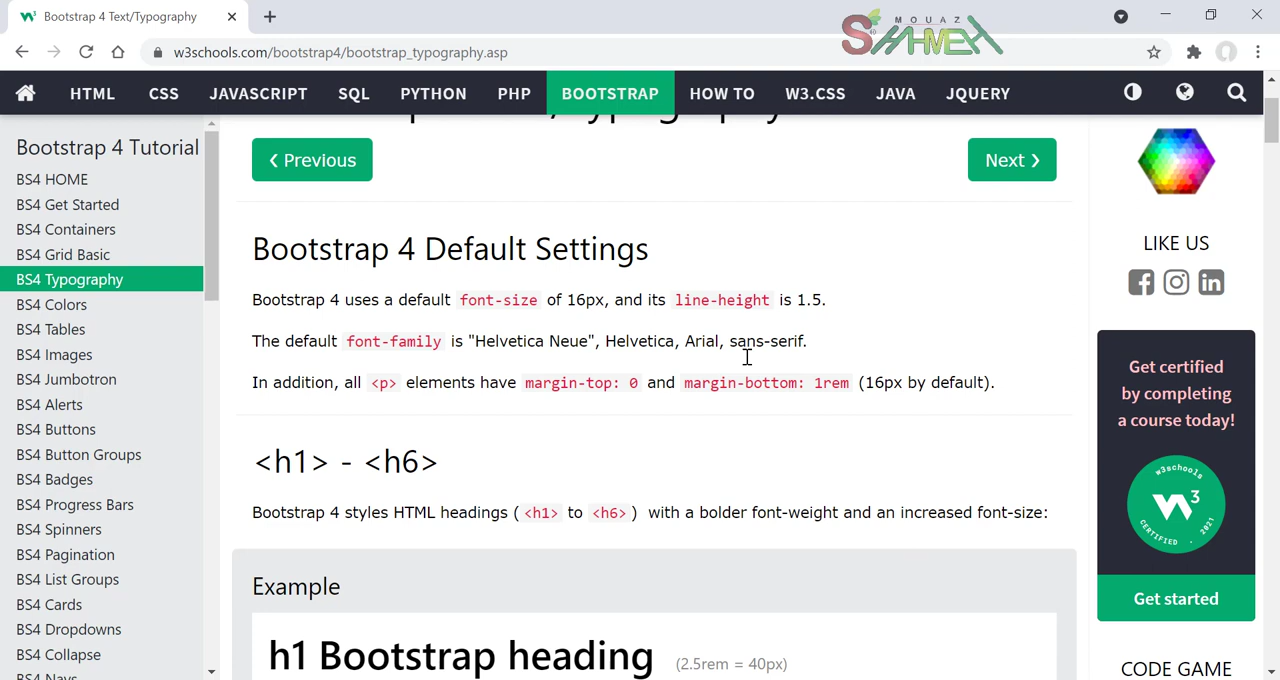 Bootstrap 4 Text/Typography
w3schools.com/bootstrap4/bootstrap_typography.asp
MOUAZ
SHAHMEH
HTML CSS JAVASCRIPT SQL PYTHON PHP BOOTSTRAP HOW TO W3.CSS JAVA JQUERY
Bootstrap 4 Tutorial
BS4 HOME
BS4 Get Started
BS4 Containers
BS4 Grid Basic
BS4 Typography
BS4 Colors
BS4 Tables
BS4 Images
BS4 Jumbotron
BS4 Alerts
BS4 Buttons
BS4 Button Groups
BS4 Badges
BS4 Progress Bars
BS4 Spinners
BS4 Pagination
BS4 List Groups
BS4 Cards
BS4 Dropdowns
BS4 Collapse
BS4 Navs
❮ Previous
Next ❯
Bootstrap 4 Default Settings
Bootstrap 4 uses a default font-size of 16px, and its line-height is 1.5.
The default font-family is "Helvetica Neue", Helvetica, Arial, sans-serif.
In addition, all <p> elements have margin-top: 0 and margin-bottom: 1rem (16px by default).
<h1> - <h6>
Bootstrap 4 styles HTML headings (<h1> to <h6>) with a bolder font-weight and an increased font-size:
Example
h1 Bootstrap heading (2.5rem = 40px)
LIKE US
Get certified
by completing
a course today!
w3schools
W3
CERTIFIED . 2021
Get started
CODE GAME